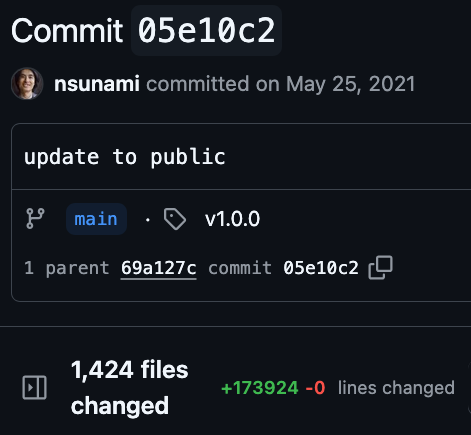 Commit 05e10c2
nsunami committed on May 25, 2021
update to public
main · v1.0.0
1 parent 69a127c commit 05e10c2
1,424 files
changed
+173924 -0 lines changed